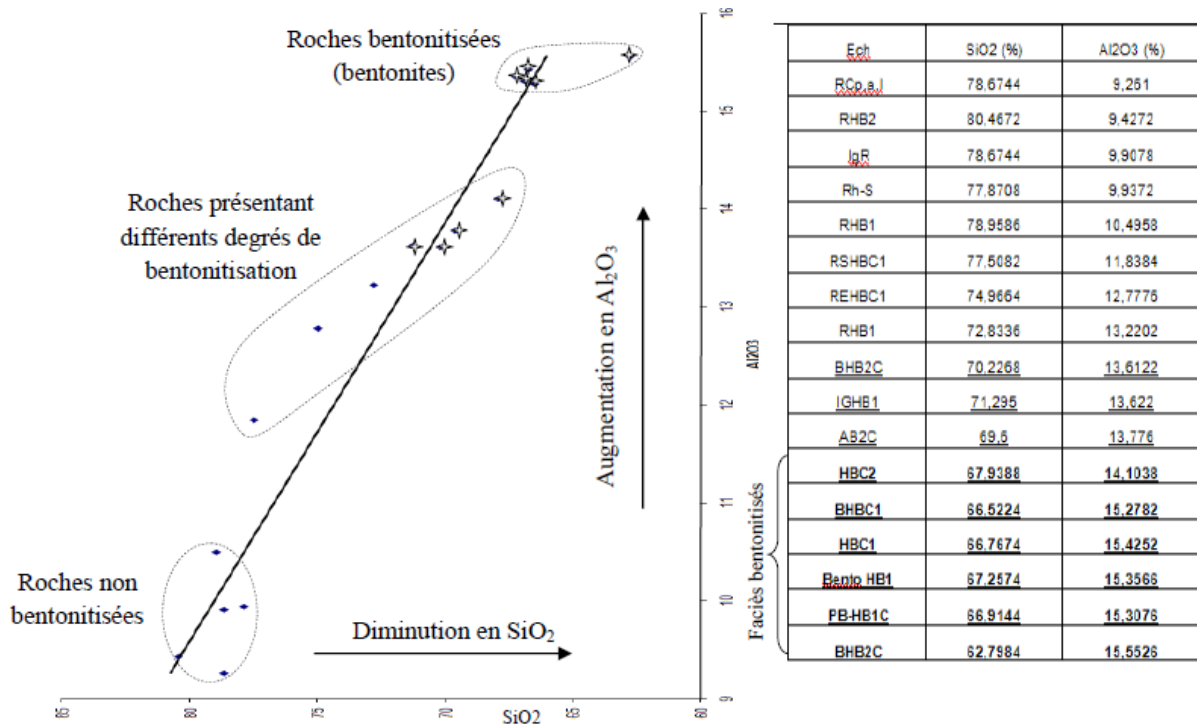 Roches bentonitisées
(bentonites)
Roches présentant
différents degrés de
bentonitisation
Roches non
bentonitisées
Diminution en SiO₂
Augmentation en Al₂O₃
85
80
75
70
65
60
SiO₂
9
10
11
12
13
14
15
16
Al2O3
Ech SiO2 (%) Al2O3 (%)
RCp.a.l 78,6744 9,261
RHB2 80,4672 9,4272
IgR 78,6744 9,9078
Rh-S 77,8708 9,9372
RHB1 78,9586 10,4958
RSHBC1 77,5082 11,8384
REHBC1 74,9664 12,7776
RHB1 72,8336 13,2202
BHB2C 70,2268 13,6122
IGHB1 71,295 13,622
AB2C 69,6 13,776
HBC2 67,9388 14,1038
BHBC1 66,5224 15,2782
HBC1 66,7674 15,4252
Bento HB1 67,2574 15,3566
PB-HB1C 66,9144 15,3076
BHB2C 62,7984 15,5526
Faciès bentonitisés